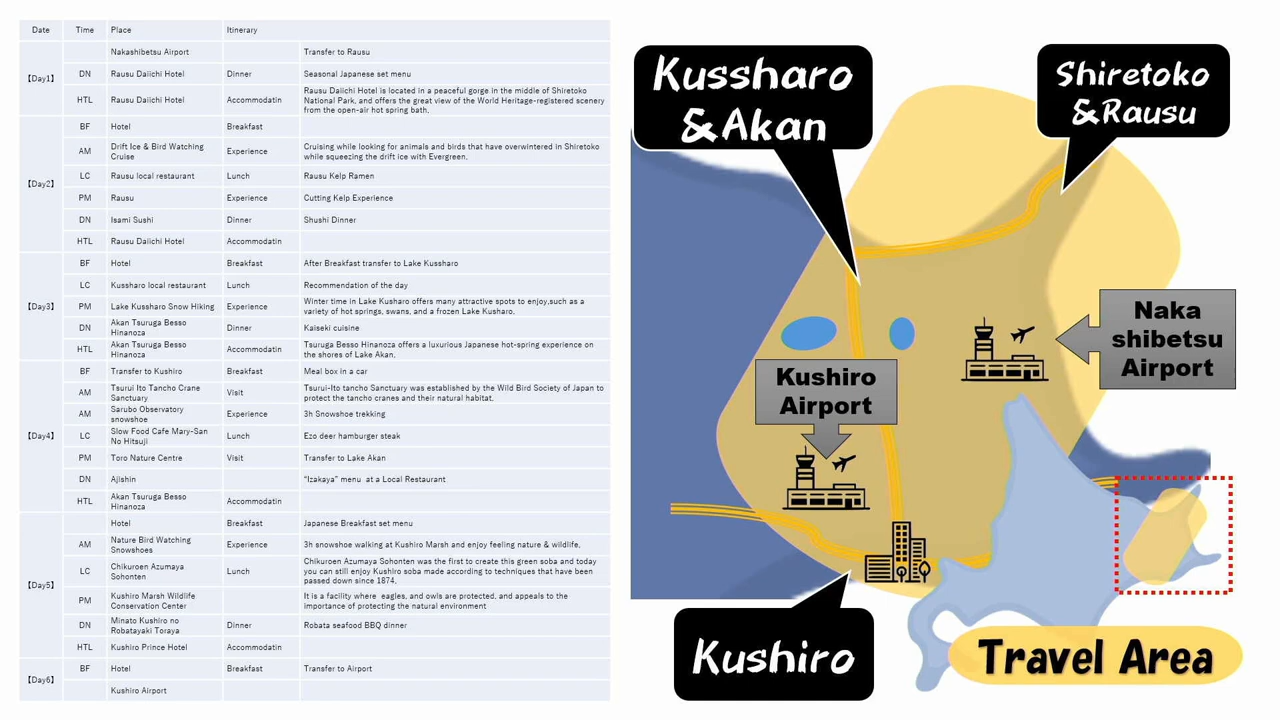 Date Time Place Itinerary
【Day1】
Nakashibetsu Airport Transfer to Rausu
DN Rausu Daiichi Hotel Dinner Seasonal Japanese set menu
HTL Rausu Daiichi Hotel Accommodatin Rausu Daiichi Hotel is located in a peaceful gorge in the middle of Shiretoko
National Park, and offers the great view of the World Heritage-registered scenery
from the open-air hot spring bath.
【Day2】
BF Hotel Breakfast
AM Drift Ice & Bird Watching
Cruise Experience Cruising while looking for animals and birds that have overwintered in Shiretoko
while squeezing the drift ice with Evergreen.
LC Rausu local restaurant Lunch Rausu Kelp Ramen
PM Rausu Experience Cutting Kelp Experience
DN Isami Sushi Dinner Shushi Dinner
HTL Rausu Daiichi Hotel Accommodatin
【Day3】
BF Hotel Breakfast After Breakfast transfer to Lake Kussharo
LC Kussharo local restaurant Lunch Recommendation of the day
PM Lake Kussharo Snow Hiking Experience Winter time in Lake Kusharo offers many attractive spots to enjoy,such as a
variety of hot springs, swans, and a frozen Lake Kusharo.
DN Akan Tsuruga Besso
Hinanoza Dinner Kaiseki cuisine
HTL Akan Tsuruga Besso
Hinanoza Accommodatin Tsuruga Besso Hinanoza offers a luxurious Japanese hot-spring experience on
the shores of Lake Akan.
【Day4】
BF Transfer to Kushiro Breakfast Meal box in a car
AM Tsurui Ito Tancho Crane
Sanctuary Visit Tsurui-Ito tancho Sanctuary was established by the Wild Bird Society of Japan to
protect the tancho cranes and their natural habitat.
AM Sarubo Observatory
snowshoe Experience 3h Snowshoe trekking
LC Slow Food Cafe Mary-San
No Hitsuji Lunch Ezo deer hamburger steak
PM Toro Nature Centre Visit Transfer to Lake Akan
DN Ajishin "Izakaya" menu at a Local Restaurant
HTL Akan Tsuruga Besso
Hinanoza Accommodatin
【Day5】
Hotel Breakfast Japanese Breakfast set menu
AM Nature Bird Watching
Snowshoes Experience 3h snowshoe walking at Kushiro Marsh and enjoy feeling nature & wildlife.
LC Chikuroen Azumaya
Sohonten Lunch Chikuroen Azumaya Sohonten was the first to create this green soba and today
you can still enjoy Kushiro soba made according to techniques that have been
passed down since 1874.
PM Kushiro Marsh Wildlife
Conservation Center It is a facility where eagles, and owls are protected, and appeals to the
importance of protecting the natural environment
DN Minato Kushiro no
Robatayaki Toraya Dinner Robata seafood BBQ dinner
HTL Kushiro Prince Hotel Accommodatin
【Day6】
BF Hotel Breakfast Transfer to Airport
Kushiro Airport
Kussharo
&Akan
Shiretoko
&Rausu
Naka
shibetsu
Airport
Kushiro
Airport
Kushiro
Travel Area